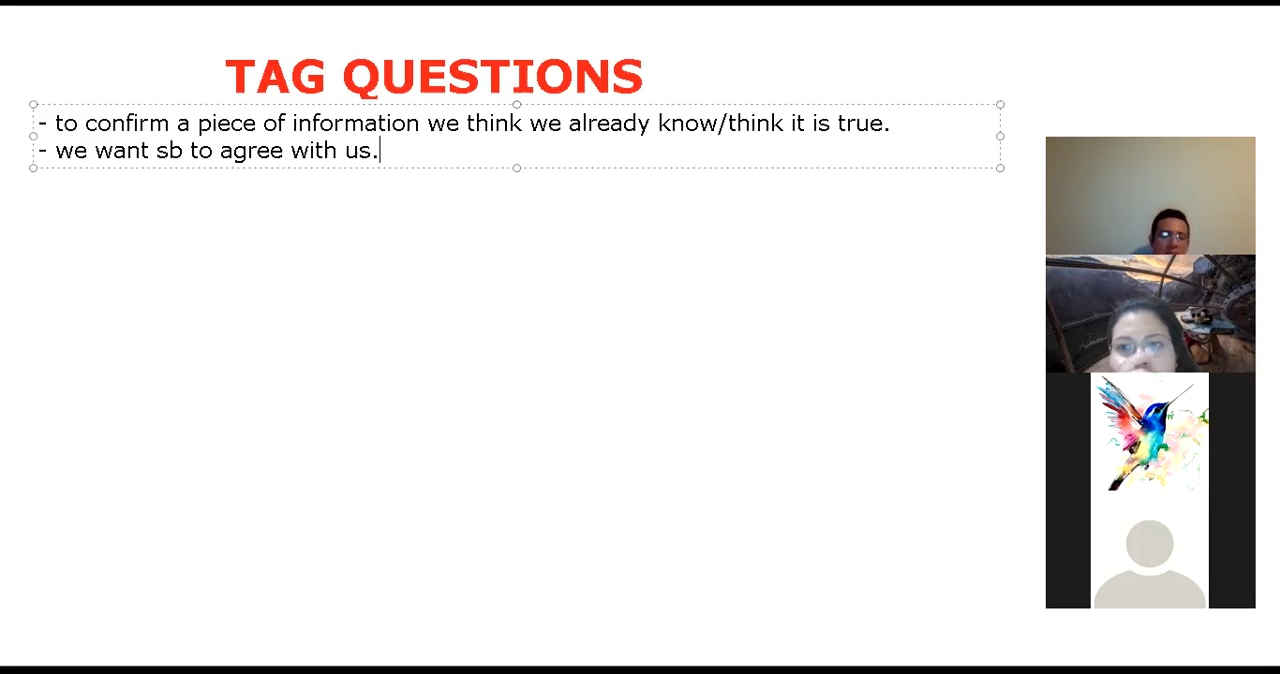 TAG QUESTIONS
- to confirm a piece of information we think we already know/think it is true.
- we want sb to agree with us.